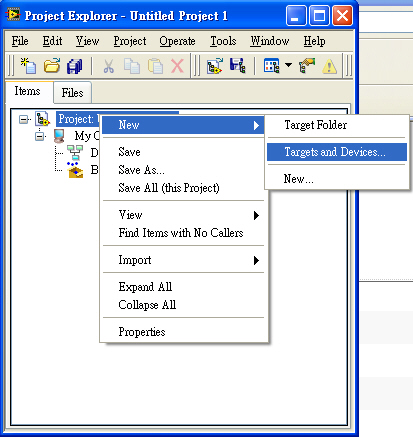 Project Explorer - Untitled Project 1
File Edit View Project Operate Tools Window Help
Items Files
Project:
New
Target Folder
My
Targets and Devices...
D
Save
B
Save As...
New...
Save All (this Project)
View
Find Items with No Callers
Import
Expand All
Collapse All
Properties